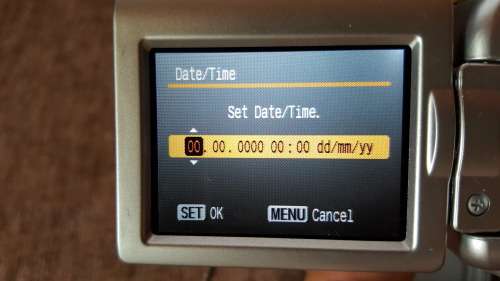 Date/Time
Set Date/Time.
00. 00. 0000 00:00 dd/mm/yy
SET OK MENU Cancel